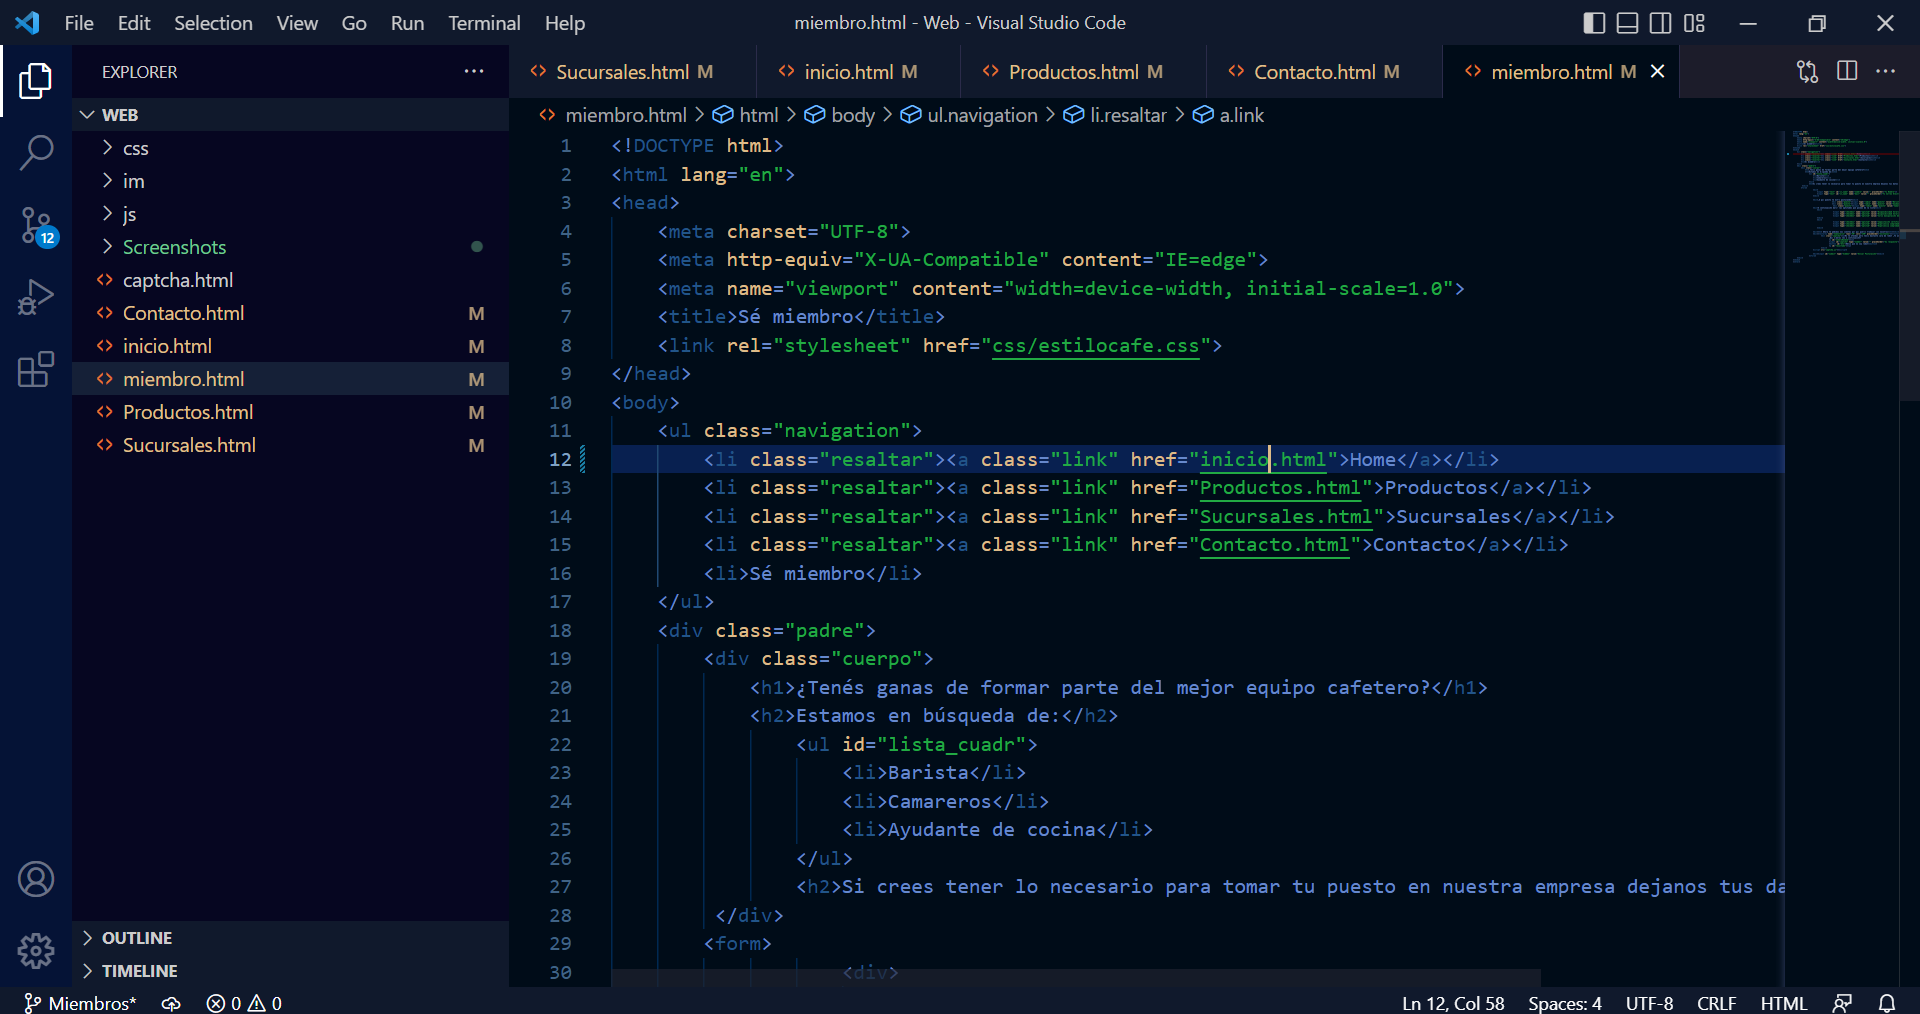 File Edit Selection View Go Run Terminal Help
miembro.html - Web - Visual Studio Code
EXPLORER
Sucursales.html M
inicio.html M
Productos.html M
Contacto.html M
miembro.html M
WEB
css
im
js
Screenshots
captcha.html
Contacto.html M
inicio.html M
miembro.html M
Productos.html M
Sucursales.html M
OUTLINE
TIMELINE
12
miembro.html > html > body > ul.navigation > li.resaltar > a.link
1 <!DOCTYPE html>
2 <html lang="en">
3 <head>
4 <meta charset="UTF-8">
5 <meta http-equiv="X-UA-Compatible" content="IE=edge">
6 <meta name="viewport" content="width=device-width, initial-scale=1.0">
7 <title>Sé miembro</title>
8 <link rel="stylesheet" href="css/estilocafe.css">
9 </head>
10 <body>
11 <ul class="navigation">
12 <li class="resaltar"><a class="link" href="inicio.html">Home</a></li>
13 <li class="resaltar"><a class="link" href="Productos.html">Productos</a></li>
14 <li class="resaltar"><a class="link" href="Sucursales.html">Sucursales</a></li>
15 <li class="resaltar"><a class="link" href="Contacto.html">Contacto</a></li>
16 <li>Sé miembro</li>
17 </ul>
18 <div class="padre">
19 <div class="cuerpo">
20 <h1>¿Tenés ganas de formar parte del mejor equipo cafetero?</h1>
21 <h2>Estamos en búsqueda de:</h2>
22 <ul id="lista_cuadr">
23 <li>Barista</li>
24 <li>Camareros</li>
25 <li>Ayudante de cocina</li>
26 </ul>
27 <h2>Si crees tener lo necesario para tomar tu puesto en nuestra empresa dejanos tus da
28 </div>
29 <form>
30 <div>
Miembros* 0 0
Ln 12, Col 58 Spaces: 4 UTF-8 CRLF HTML